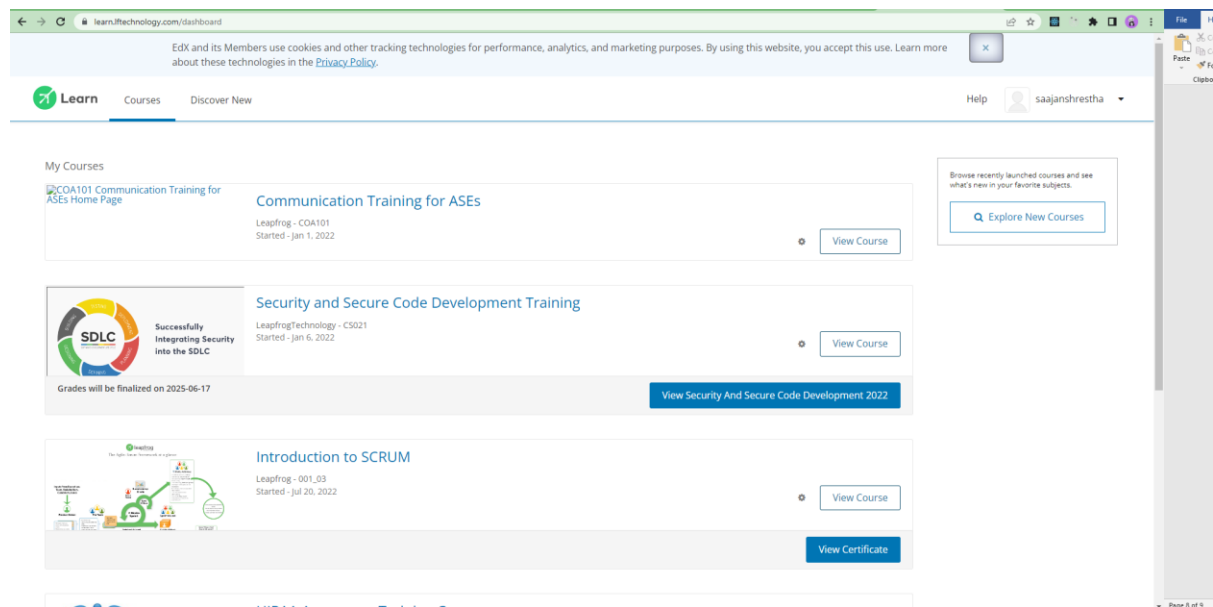 learn.lftechnology.com/dashboard
File
EdX and its Members use cookies and other tracking technologies for performance, analytics, and marketing purposes. By using this website, you accept this use. Learn more
about these technologies in the Privacy Policy.
×
Paste
Learn
Courses
Discover New
Help
saajanshrestha
My Courses
COA101 Communication Training for
ASEs Home Page
Communication Training for ASEs
Leapfrog - COA101
Started - Jan 1, 2022
View Course
Browse recently launched courses and see
what's new in your favorite subjects.
Explore New Courses
SDLC
Successfully
Integrating Security
into the SDLC
Security and Secure Code Development Training
LeapfrogTechnology - CS021
Started - Jan 6, 2022
View Course
Grades will be finalized on 2025-06-17
View Security And Secure Code Development 2022
leapfrog
Introduction to SCRUM
Leapfrog - 001_03
Started - Jul 20, 2022
View Course
View Certificate
Page 8 of 9